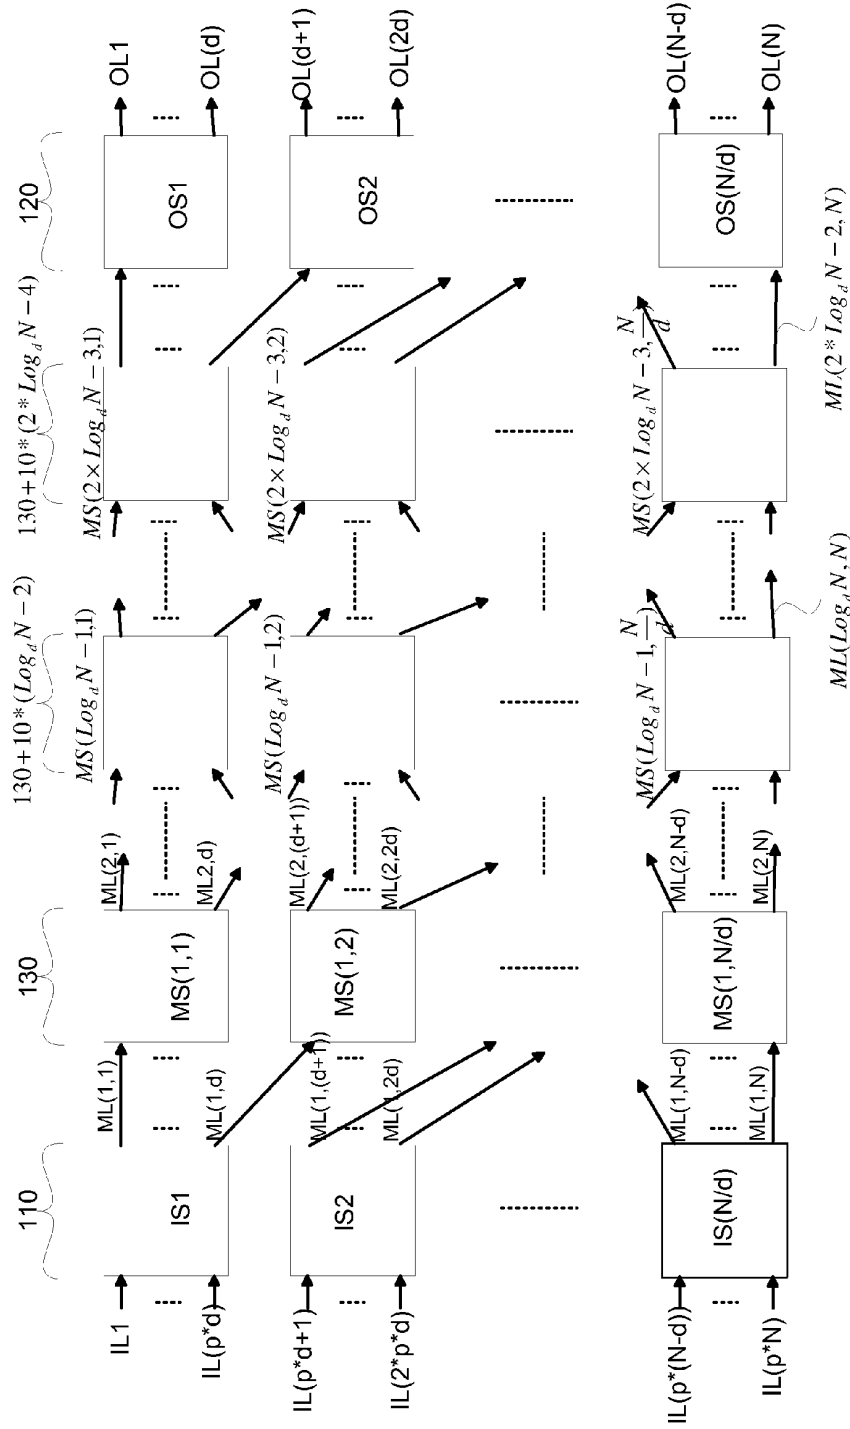 110
130
130+10*(Log_d N−2)
130+10*(2*Log_d N−4)
120
IL1
IL(p*d)
IS1
ML(1,1)
ML(1,d)
MS(1,1)
ML(2,1)
ML2,d)
MS(Log_d N−1,1)
MS(2×Log_d N−3,1)
OS1
OL1
OL(d)
IL(p*d+1)
IL(2*p*d)
IS2
ML(1,(d+1))
ML(1,2d)
MS(1,2)
ML(2,(d+1))
ML(2,2d)
MS(Log_d N−1,2)
MS(2×Log_d N−3,2)
OS2
OL(d+1)
OL(2d)
IL(p*(N-d))
IL(p*N)
IS(N/d)
ML(1,N-d)
ML(1,N)
MS(1,N/d)
ML(2,N-d)
ML(2,N)
MS(Log_d N−1,N/d)
ML(Log_d N,N)
MS(2×Log_d N−3,N/d)
ML(2*Log_d N−2,N)
OS(N/d)
OL(N-d)
OL(N)